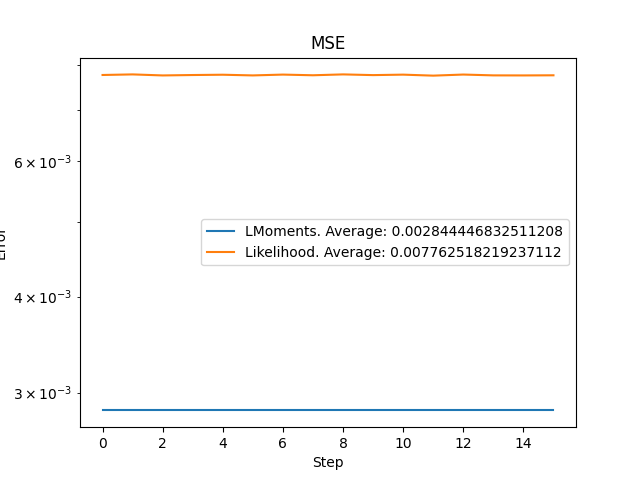 MSE
6 × 10⁻³
4 × 10⁻³
3 × 10⁻³
Error
LMoments. Average: 0.002844446832511208
Likelihood. Average: 0.007762518219237112
0 2 4 6 8 10 12 14
Step